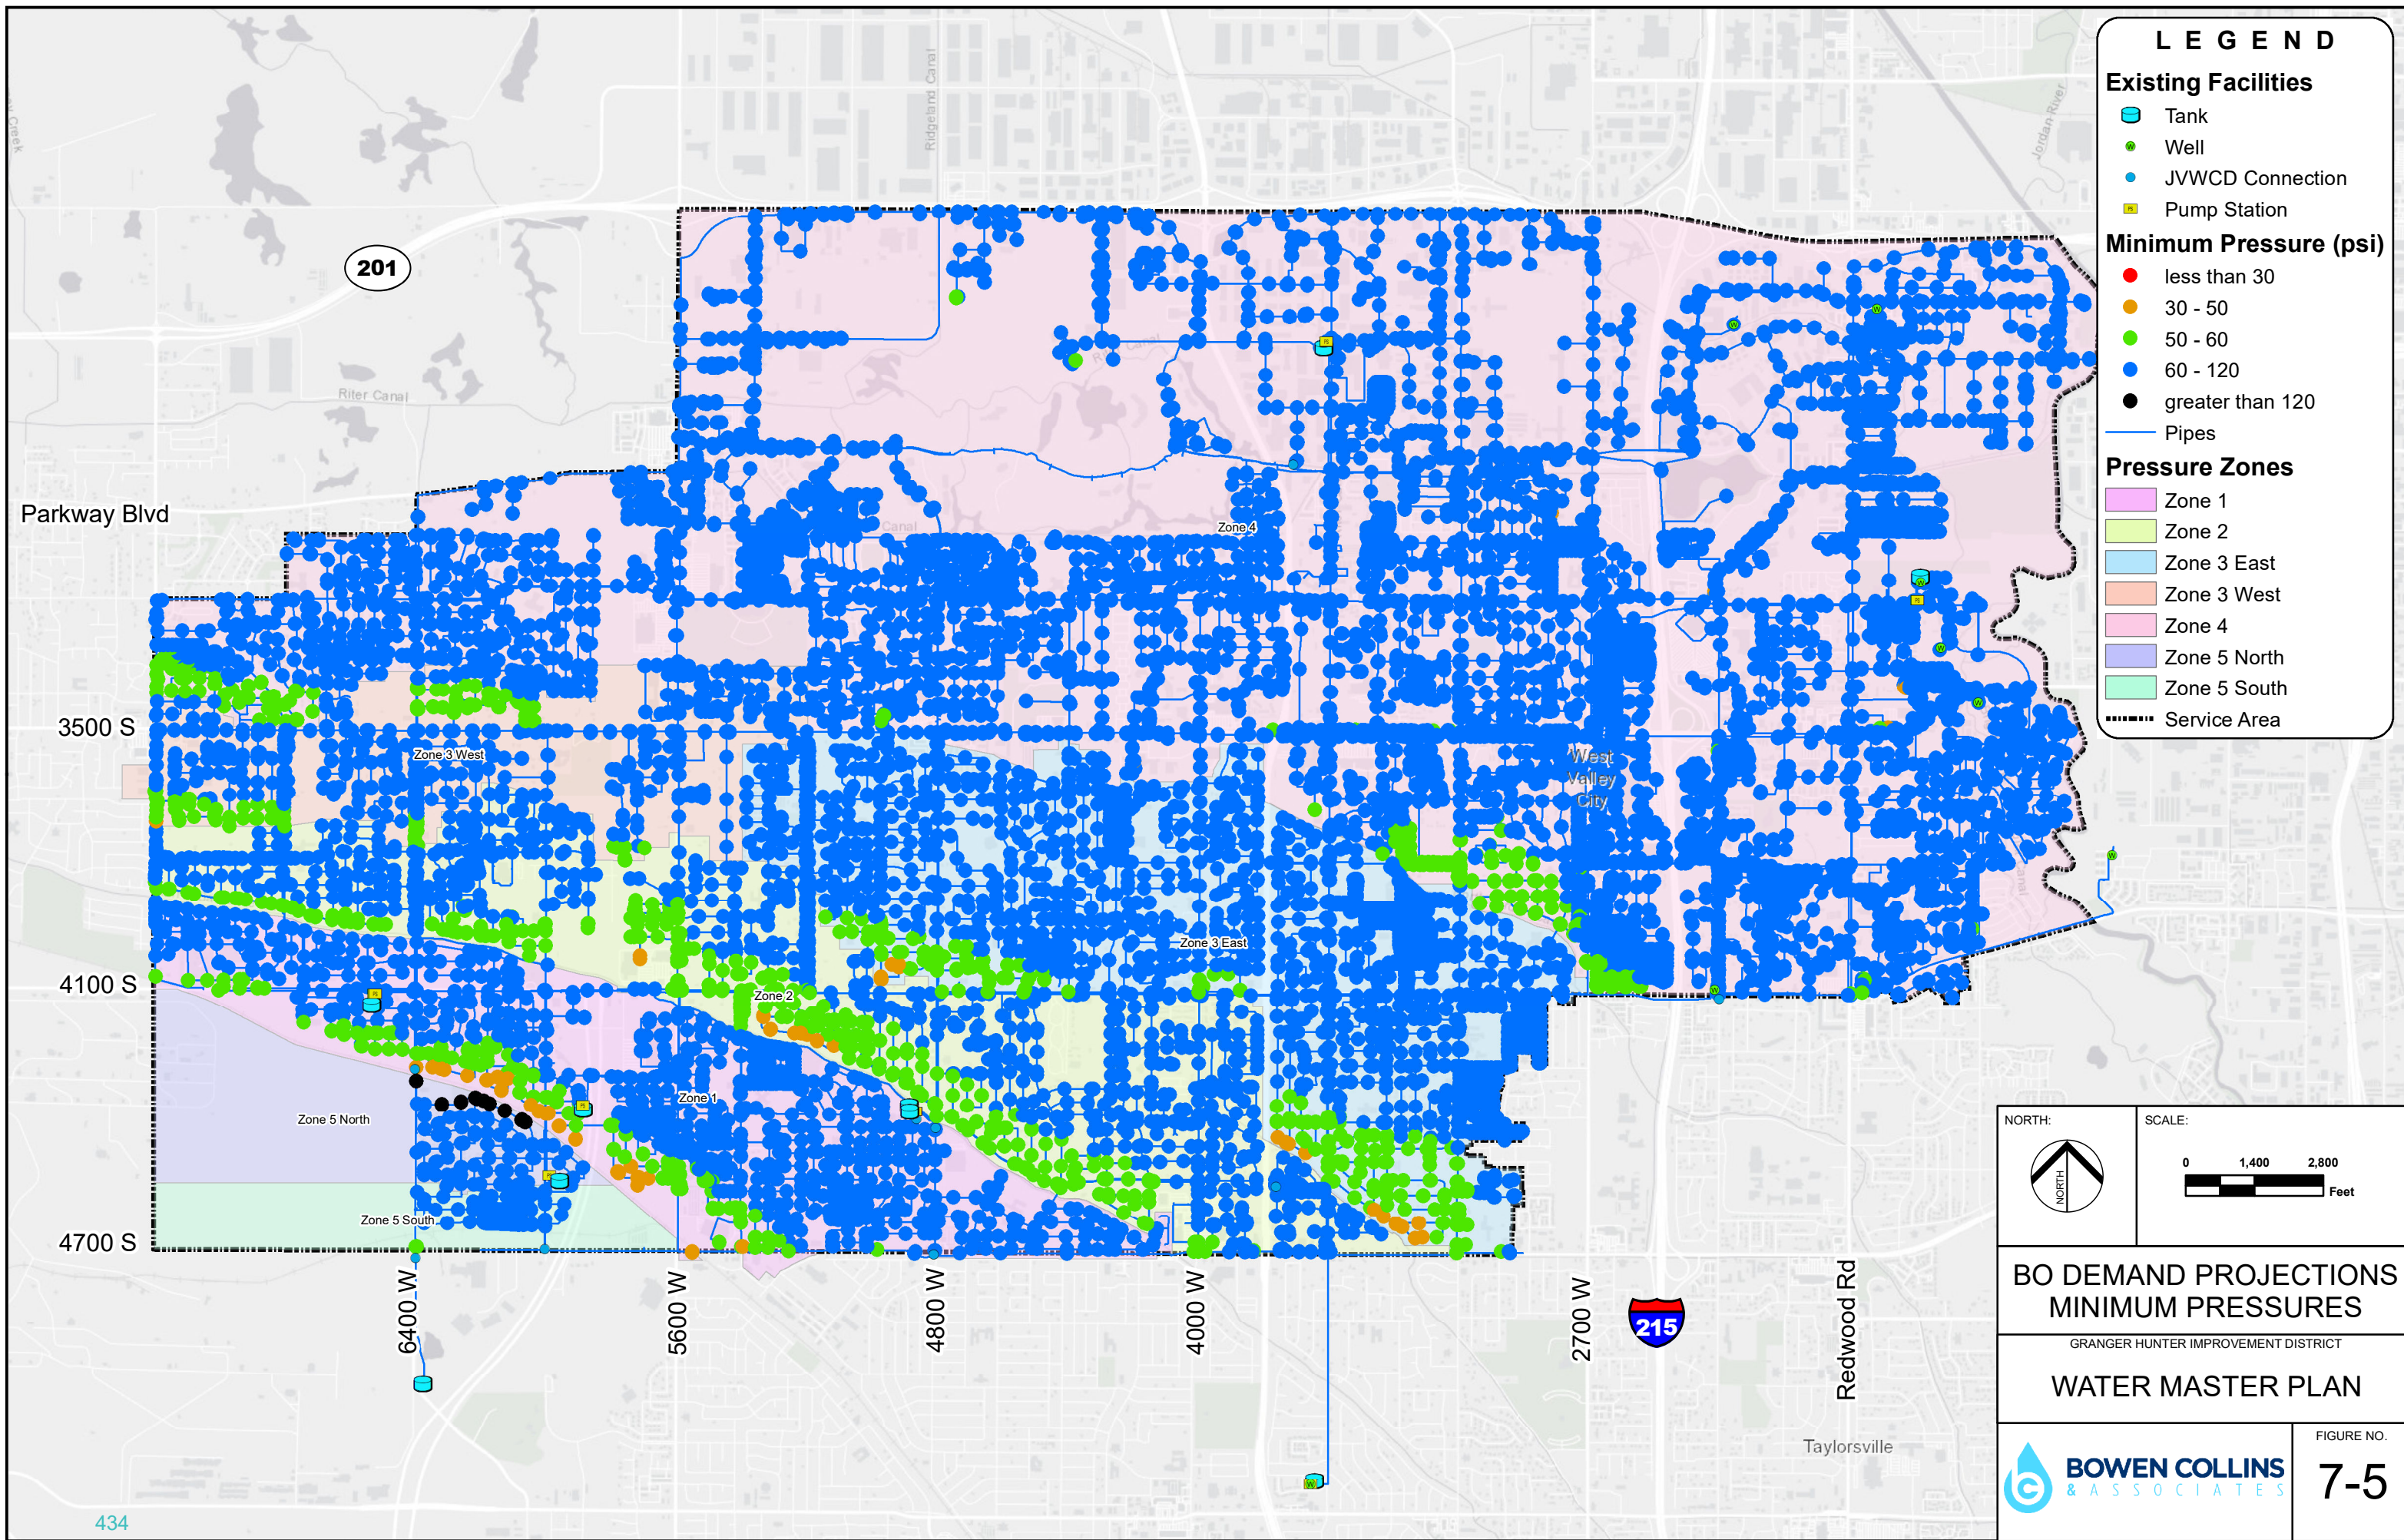 L E G E N D
Existing Facilities
Tank
W Well
JVWCD Connection
PS Pump Station
Minimum Pressure (psi)
less than 30
30 - 50
50 - 60
60 - 120
greater than 120
Pipes
Pressure Zones
Zone 1
Zone 2
Zone 3 East
Zone 3 West
Zone 4
Zone 5 North
Zone 5 South
Service Area
Creek
Ridgeland Canal
Jordan River
201
Riter Canal
Canal
Parkway Blvd
Canal
Zone 4
3500 S
Zone 3 West
West
Valley
City
Canal
Zone 3 East
4100 S
Zone 2
Zone 1
Zone 5 North
Zone 5 South
4700 S
6400 W
5600 W
4800 W
4000 W
2700 W
215
Redwood Rd
Taylorsville
NORTH:
NORTH
SCALE:
0 1,400 2,800
Feet
BO DEMAND PROJECTIONS
MINIMUM PRESSURES
GRANGER HUNTER IMPROVEMENT DISTRICT
WATER MASTER PLAN
BOWEN COLLINS
& ASSOCIATES
FIGURE NO.
7-5
434